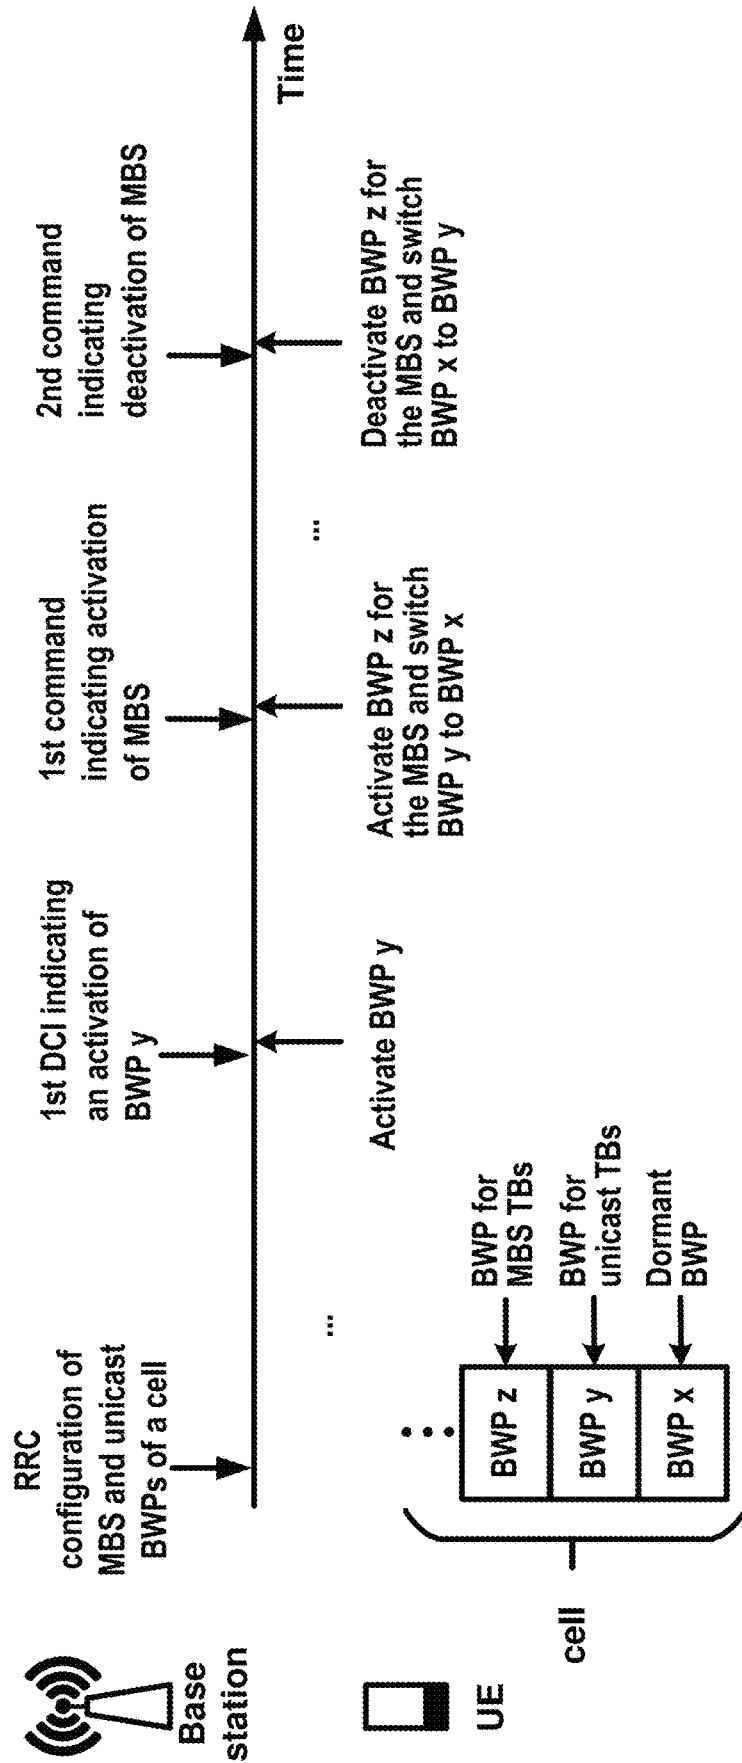 Base
station
RRC
configuration of
MBS and unicast
BWPs of a cell
1st DCI indicating
an activation of
BWP y
1st command
indicating activation
of MBS
2nd command
indicating
deactivation of MBS
Time
...
...
UE
Activate BWP y
Activate BWP z for
the MBS and switch
BWP y to BWP x
Deactivate BWP z for
the MBS and switch
BWP x to BWP y
cell
BWP z
BWP y
BWP x
BWP for
MBS TBs
BWP for
unicast TBs
Dormant
BWP